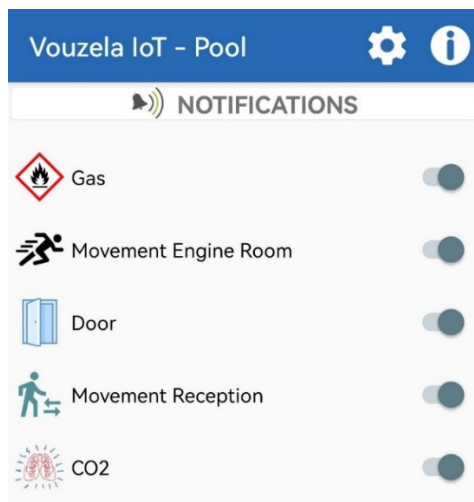 Vouzela IoT - Pool
NOTIFICATIONS
Gas
Movement Engine Room
Door
Movement Reception
CO2